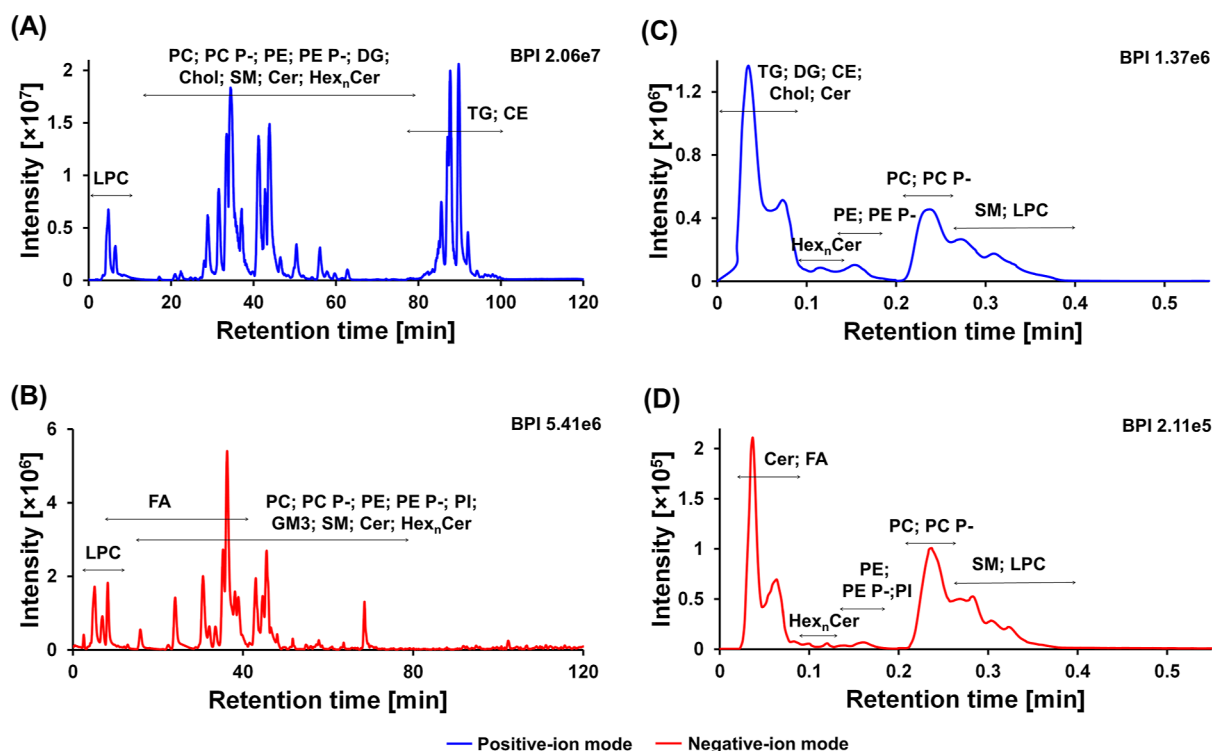 (A)
BPI 2.06e7
PC; PC P-; PE; PE P-; DG;
Chol; SM; Cer; HexₙCer
TG; CE
LPC
Intensity [×10⁷]
2
1.5
1
0.5
0
0 20 40 60 80 100 120
Retention time [min]
(B)
BPI 5.41e6
FA
PC; PC P-; PE; PE P-; PI;
GM3; SM; Cer; HexₙCer
LPC
Intensity [×10⁶]
6
4
2
0
0 40 80 120
Retention time [min]
(C)
BPI 1.37e6
TG; DG; CE;
Chol; Cer
PC; PC P-
PE; PE P-
SM; LPC
HexₙCer
Intensity [×10⁶]
1.2
0.8
0.4
0
0 0.1 0.2 0.3 0.4 0.5
Retention time [min]
(D)
BPI 2.11e5
Cer; FA
PC; PC P-
PE;
PE P-;PI
SM; LPC
HexₙCer
Intensity [×10⁵]
2
1.5
1
0.5
0
0 0.1 0.2 0.3 0.4 0.5
Retention time [min]
Positive-ion mode
Negative-ion mode